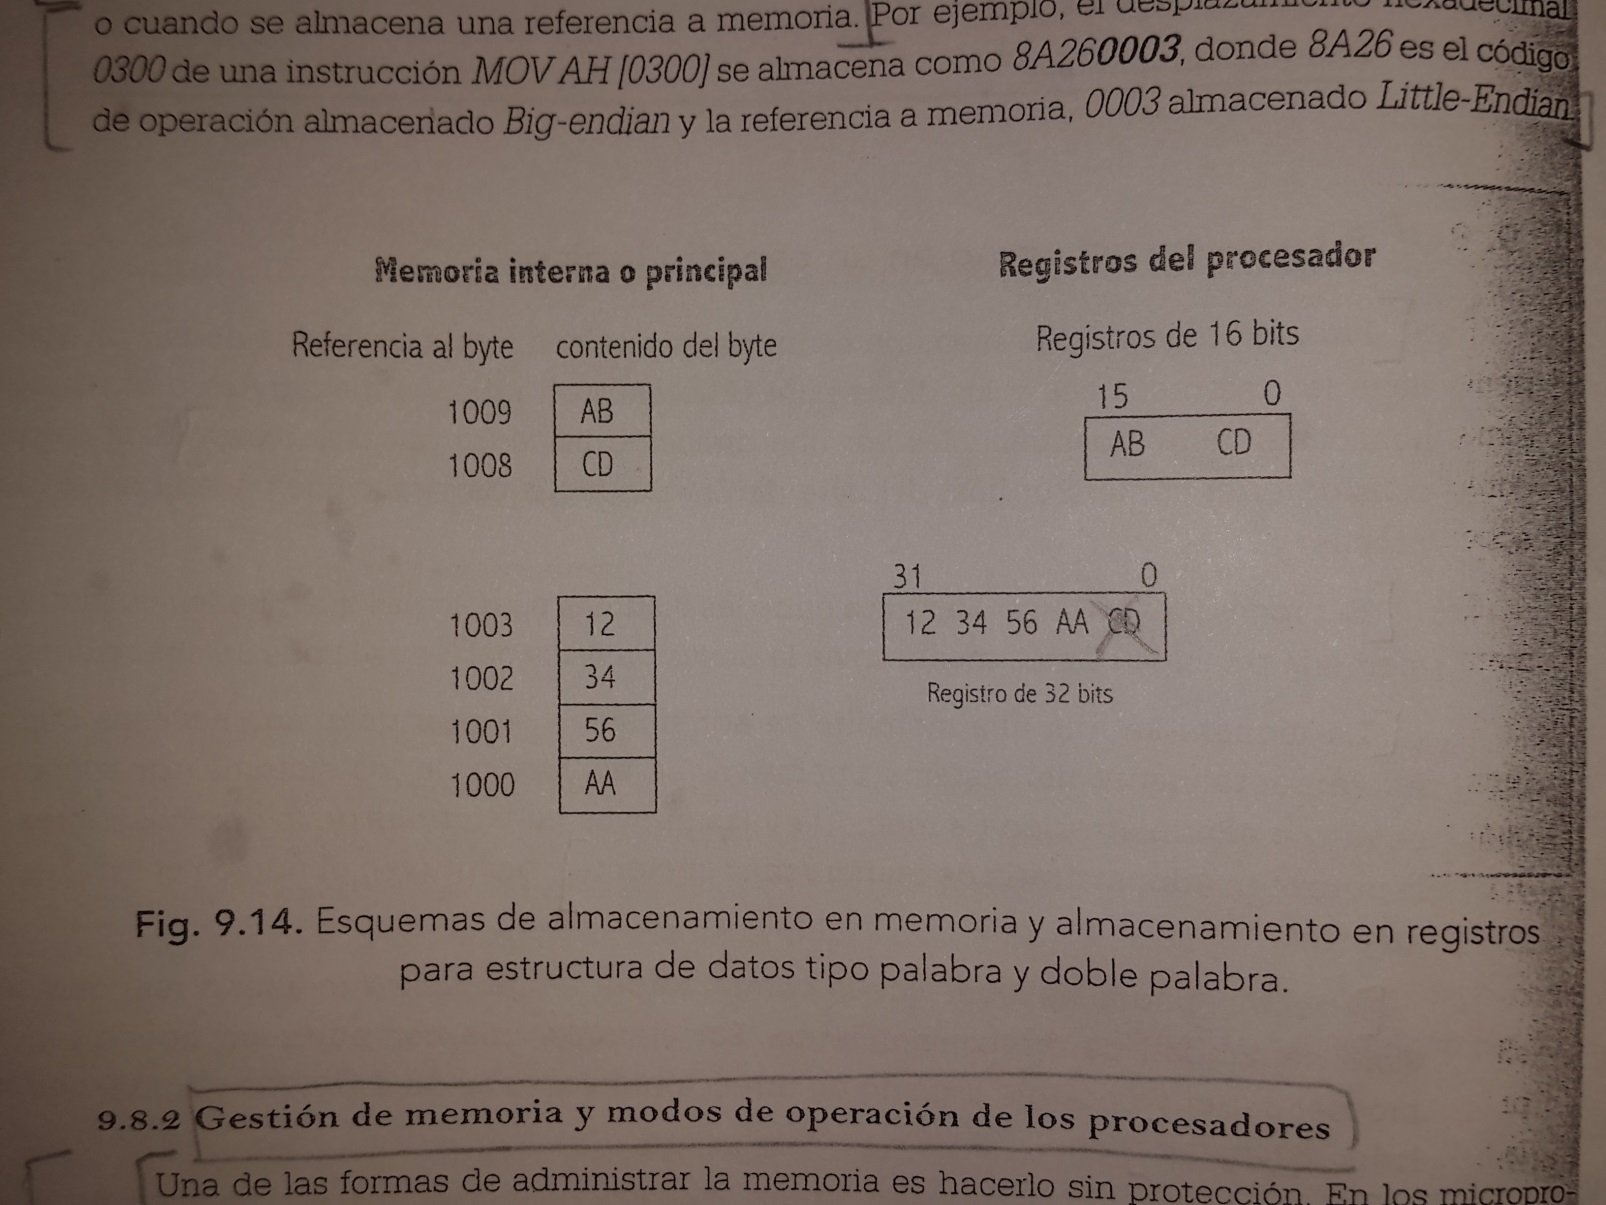 o cuando se almacena una referencia a memoria. Por ejemplo, el desplazamiento hexadecimal
0300 de una instrucción MOV AH [0300] se almacena como 8A260003, donde 8A26 es el código
de operación almacenado Big-endian y la referencia a memoria, 0003 almacenado Little-Endian.
Memoria interna o principal
Registros del procesador
Referencia al byte contenido del byte
Registros de 16 bits
1009 AB
1008 CD
15 0
AB CD
1003 12
1002 34
1001 56
1000 AA
31 0
12 34 56 AA CD
Registro de 32 bits
Fig. 9.14. Esquemas de almacenamiento en memoria y almacenamiento en registros
para estructura de datos tipo palabra y doble palabra.
9.8.2 Gestión de memoria y modos de operación de los procesadores
Una de las formas de administrar la memoria es hacerlo sin protección. En los micropro-